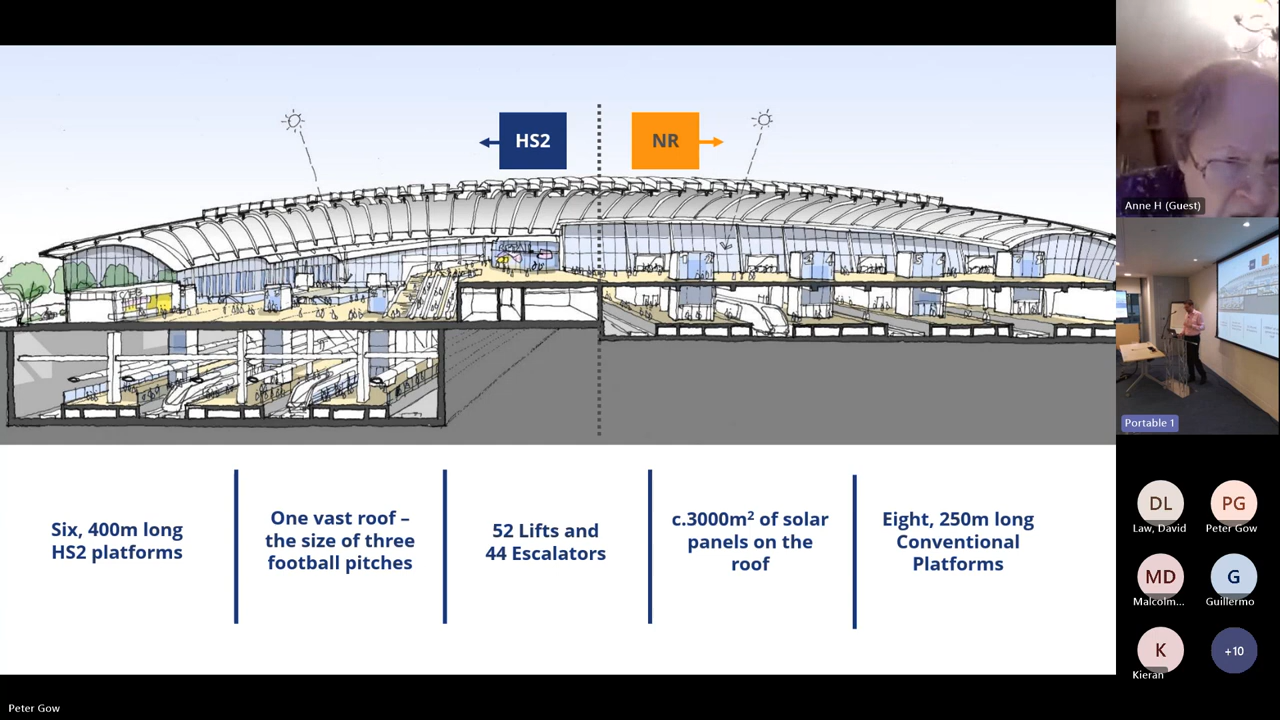 HS2
NR
Six, 400m long
HS2 platforms
One vast roof –
the size of three
football pitches
52 Lifts and
44 Escalators
c.3000m² of solar
panels on the
roof
Eight, 250m long
Conventional
Platforms
Anne H (Guest)
Portable 1
DL
Law, David
PG
Peter Gow
MD
Malcolm...
G
Guillermo
K
Kieran
+10
Peter Gow